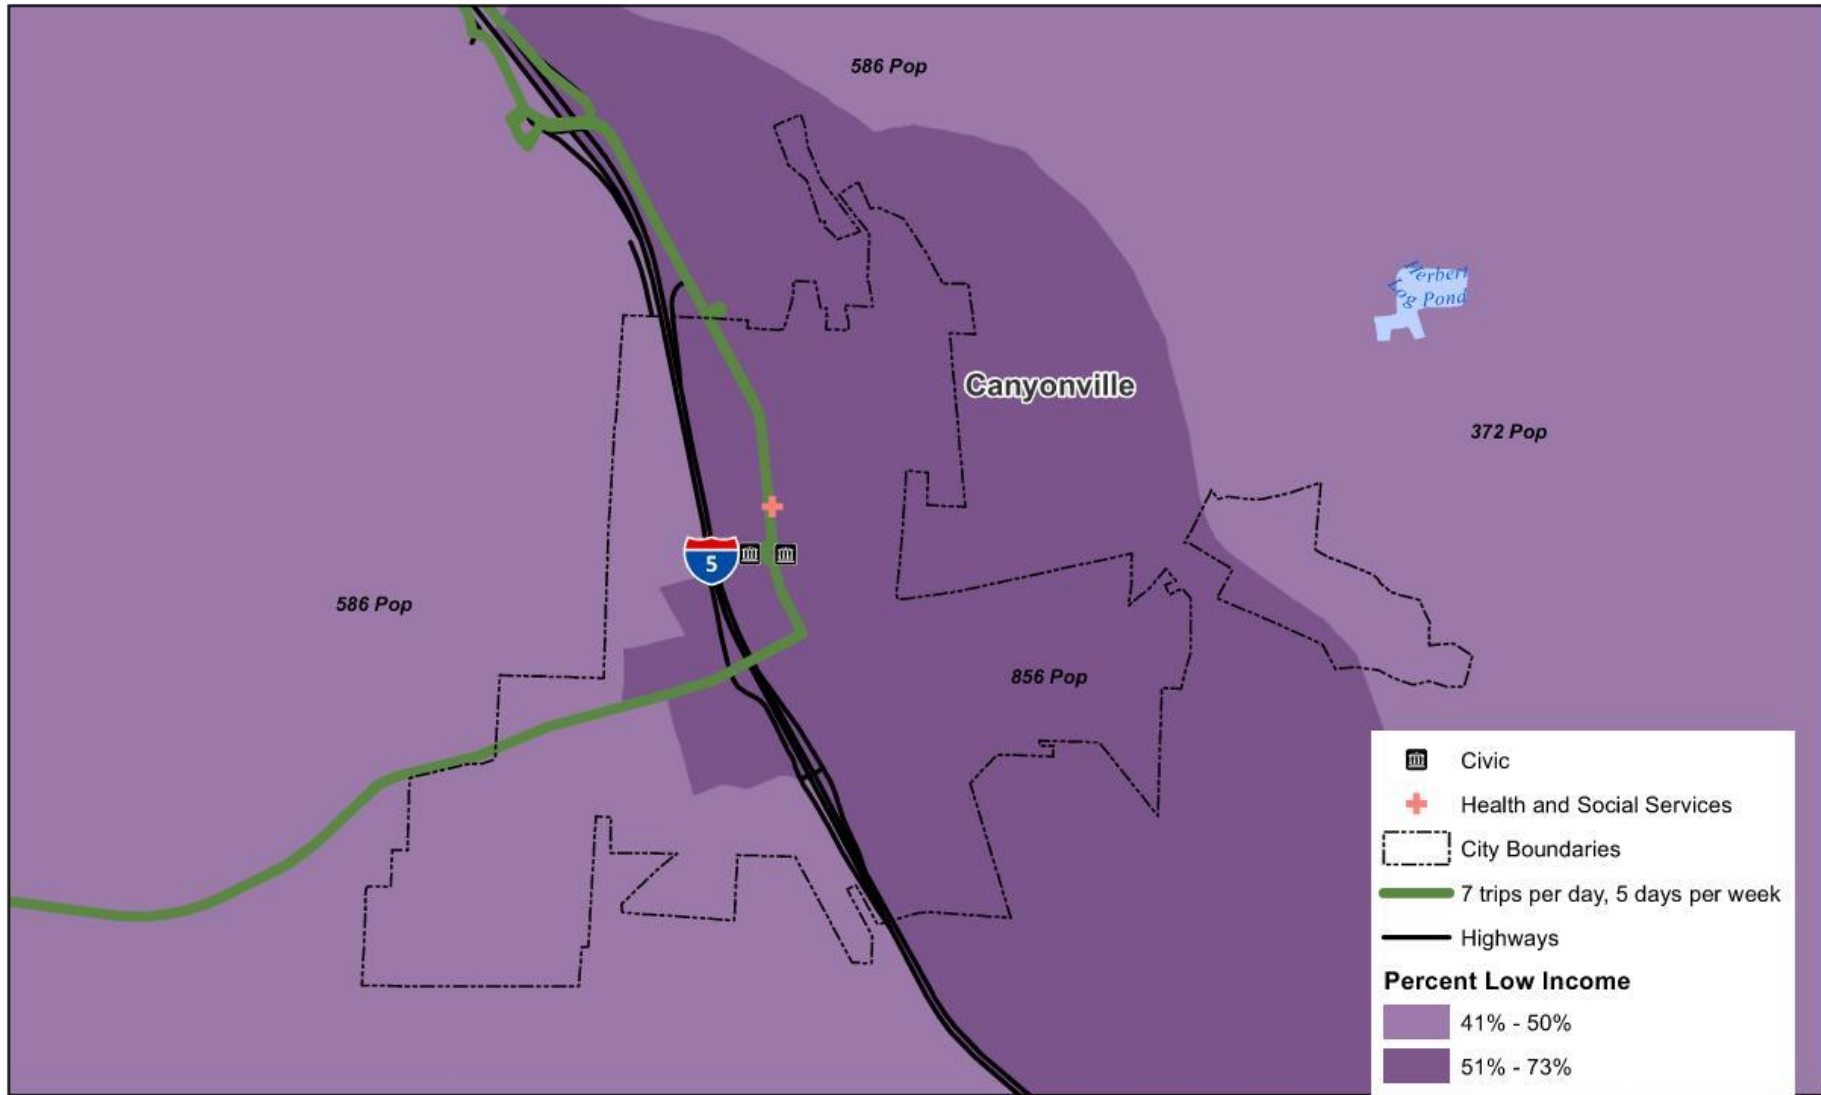 586 Pop
Herbert
Log Pond
Canyonville
372 Pop
5
586 Pop
856 Pop
Civic
Health and Social Services
City Boundaries
7 trips per day, 5 days per week
Highways
Percent Low Income
41% - 50%
51% - 73%